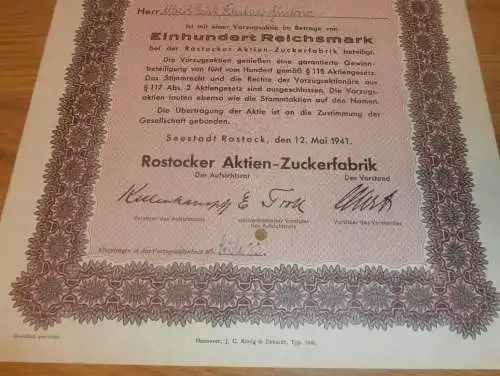 Herr
ist mit einer Vorzugsaktie im Betrage von
Einhundert Reichsmark
bei der Rostocker Aktien-Zuckerfabrik beteiligt.
Die Vorzugsaktien genießen eine garantierte Gewinn-
beteiligung von fünf vom Hundert gemäß § 115 Aktiengesetz.
Das Stimmrecht und die Rechte der Vorzugsaktionäre aus
§ 117 Abs. 2 Aktiengesetz sind ausgeschlossen. Die Vorzugs-
aktien lauten ebenso wie die Stammaktien auf den Namen.
Die Übertragung der Aktie ist an die Zustimmung der
Gesellschaft gebunden.
Seestadt Rostock, den 12. Mai 1941.
Rostocker Aktien-Zuckerfabrik
Der Aufsichtsrat Der Vorstand
Vorsitzer des Aufsichtsrats stellvertretender Vorsitzer des Aufsichtsrats Vorsitzer des Vorstandes
Eingetragen in das Vorzugsaktienbuch
Hannover, J. C. König & Ebhardt, Typ. Inst.